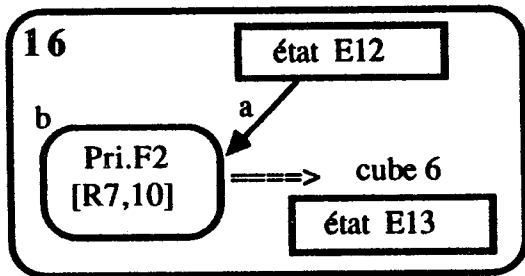 16
état E12
a
b
Pri.F2
[R7,10]
====> cube 6
état E13